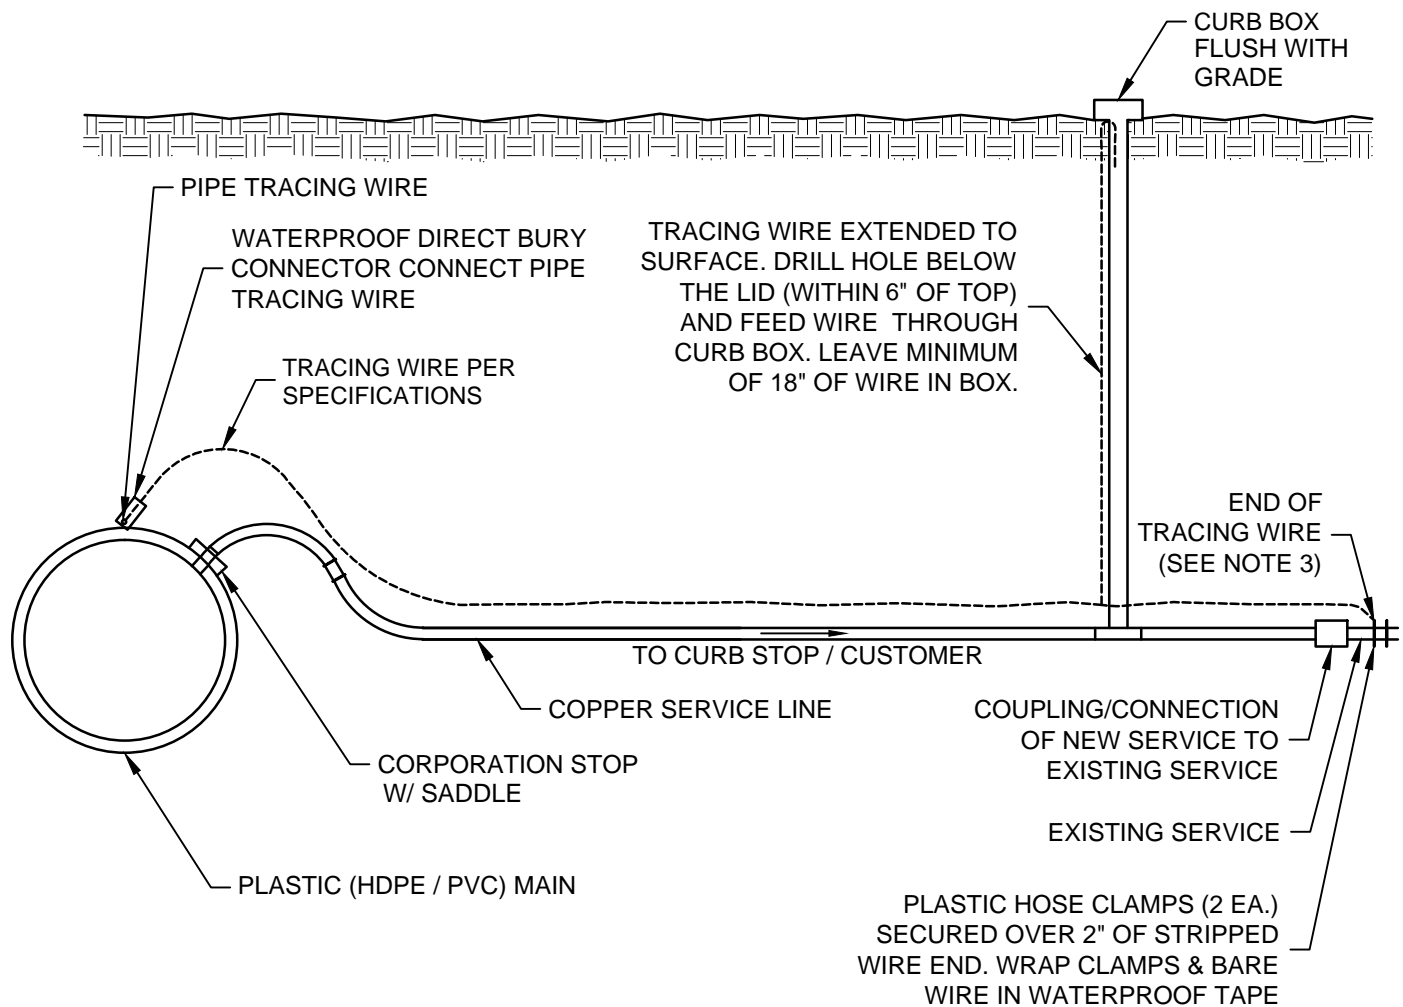 CURB BOX
FLUSH WITH
GRADE
PIPE TRACING WIRE
WATERPROOF DIRECT BURY
CONNECTOR CONNECT PIPE
TRACING WIRE
TRACING WIRE EXTENDED TO
SURFACE. DRILL HOLE BELOW
THE LID (WITHIN 6" OF TOP)
AND FEED WIRE THROUGH
CURB BOX. LEAVE MINIMUM
OF 18" OF WIRE IN BOX.
TRACING WIRE PER
SPECIFICATIONS
END OF
TRACING WIRE
(SEE NOTE 3)
TO CURB STOP / CUSTOMER
COPPER SERVICE LINE
COUPLING/CONNECTION
OF NEW SERVICE TO
EXISTING SERVICE
CORPORATION STOP
W/ SADDLE
EXISTING SERVICE
PLASTIC (HDPE / PVC) MAIN
PLASTIC HOSE CLAMPS (2 EA.)
SECURED OVER 2" OF STRIPPED
WIRE END. WRAP CLAMPS & BARE
WIRE IN WATERPROOF TAPE